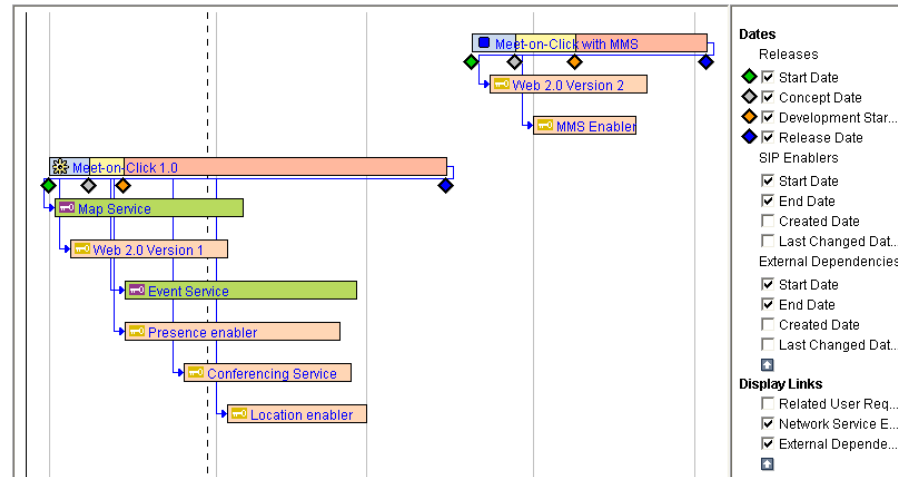 Meet-on-Click with MMS
Web 2.0 Version 2
MMS Enabler
Meet-on-Click 1.0
Map Service
Web 2.0 Version 1
Event Service
Presence enabler
Conferencing Service
Location enabler
Dates
Releases
Start Date
Concept Date
Development Star...
Release Date
SIP Enablers
Start Date
End Date
Created Date
Last Changed Dat...
External Dependencies
Start Date
End Date
Created Date
Last Changed Dat...
Display Links
Related User Req...
Network Service E...
External Depende...